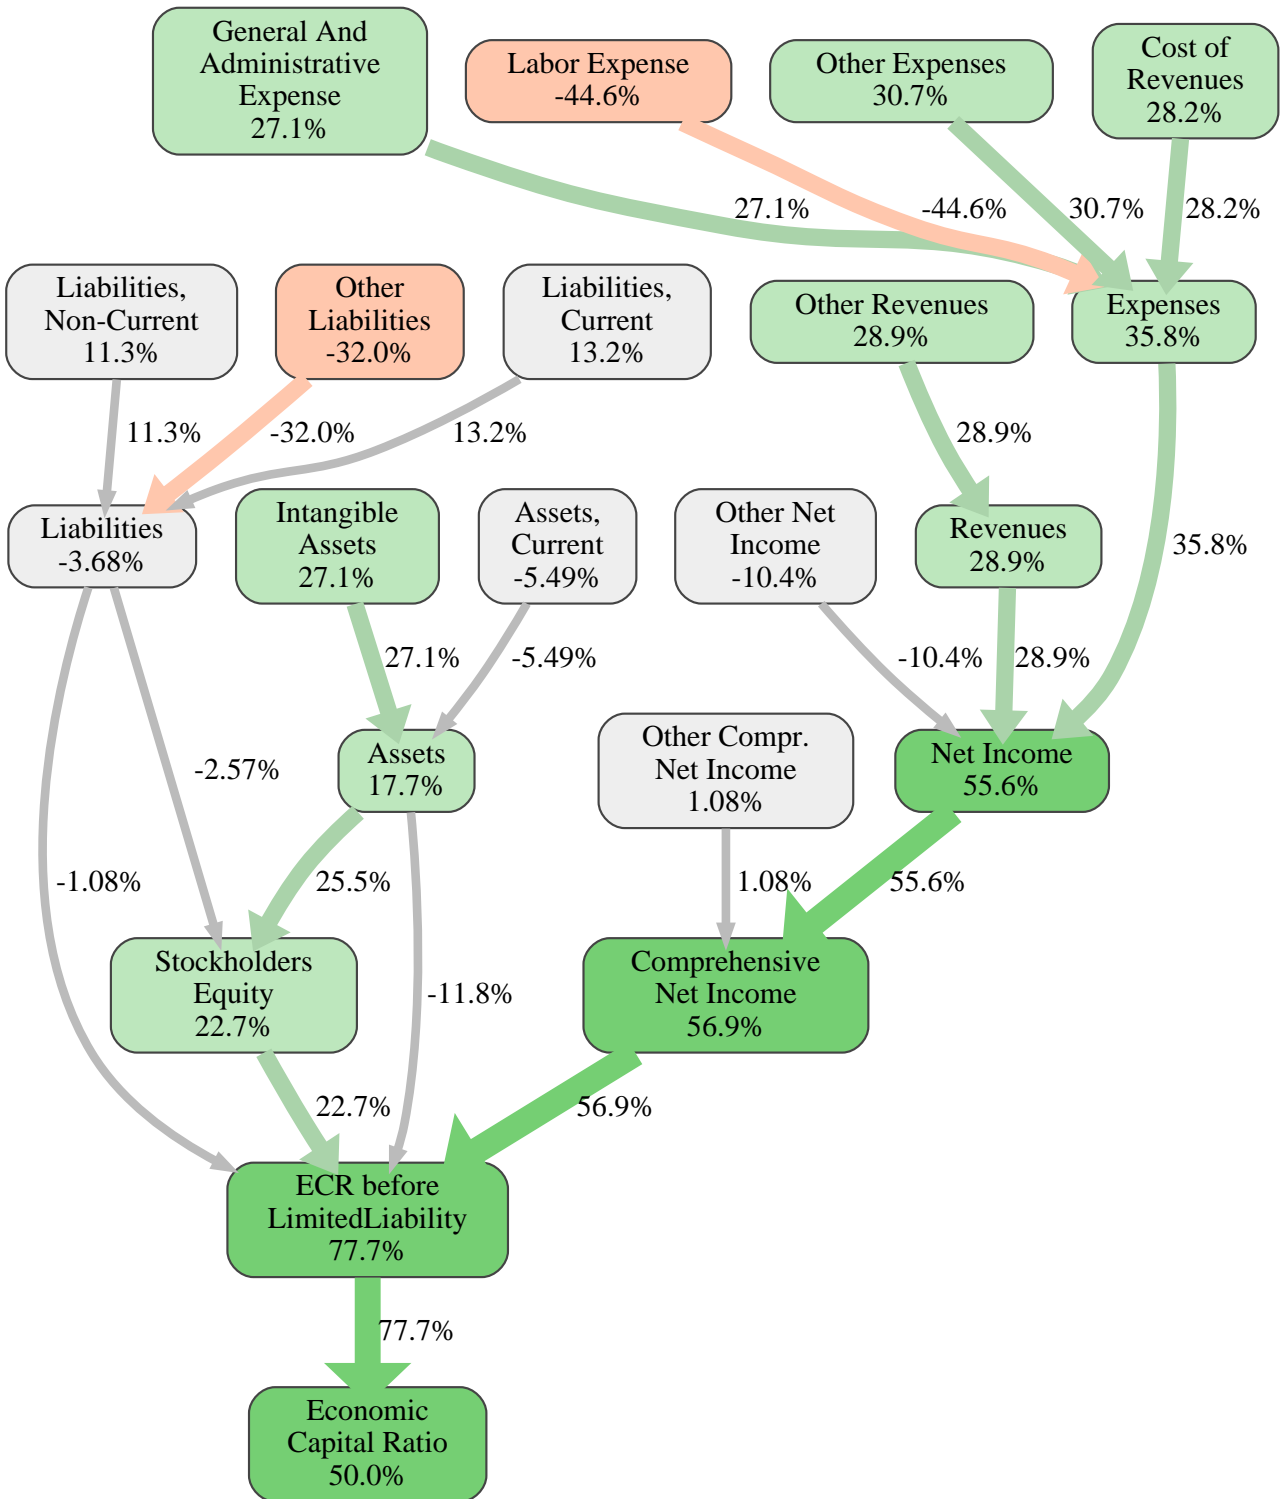 General And
Administrative
Expense
27.1%
Labor Expense
-44.6%
Other Expenses
30.7%
Cost of
Revenues
28.2%
27.1%
-44.6%
30.7%
28.2%
Liabilities,
Non-Current
11.3%
Other
Liabilities
-32.0%
Liabilities,
Current
13.2%
Other Revenues
28.9%
Expenses
35.8%
11.3%
-32.0%
13.2%
28.9%
35.8%
Liabilities
-3.68%
Intangible
Assets
27.1%
Assets,
Current
-5.49%
Other Net
Income
-10.4%
Revenues
28.9%
27.1%
-5.49%
-10.4%
28.9%
-2.57%
Assets
17.7%
Other Compr.
Net Income
1.08%
Net Income
55.6%
-1.08%
25.5%
1.08%
55.6%
Stockholders
Equity
22.7%
-11.8%
Comprehensive
Net Income
56.9%
22.7%
56.9%
ECR before
LimitedLiability
77.7%
77.7%
Economic
Capital Ratio
50.0%